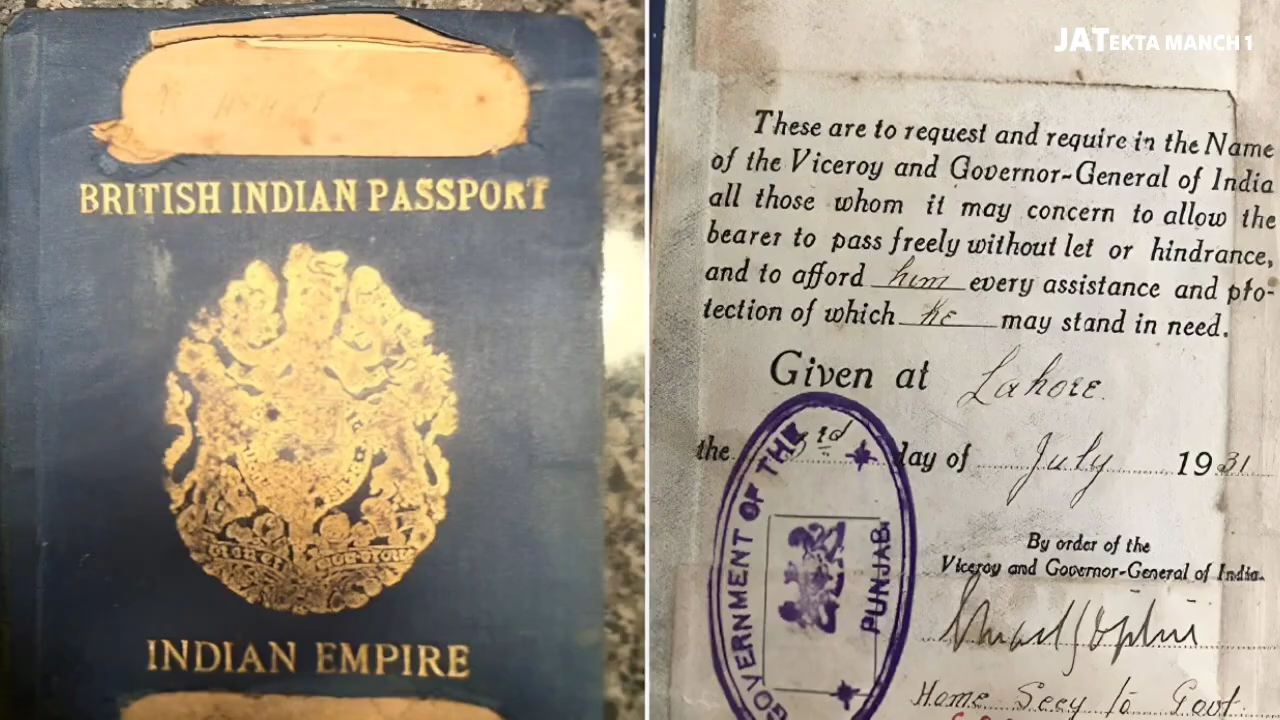 BRITISH INDIAN PASSPORT
INDIAN EMPIRE
JATEKTA MANCH 1
These are to request and require in the Name
of the Viceroy and Governor-General of India
all those whom it may concern to allow the
bearer to pass freely without let or hindrance,
and to afford him every assistance and pro-
tection of which he may stand in need.
Given at Lahore.
the 3rd day of July 1931
GOVERNMENT OF THE PUNJAB.
By order of the
Viceroy and Governor-General of India.
Home Secy to Govt.